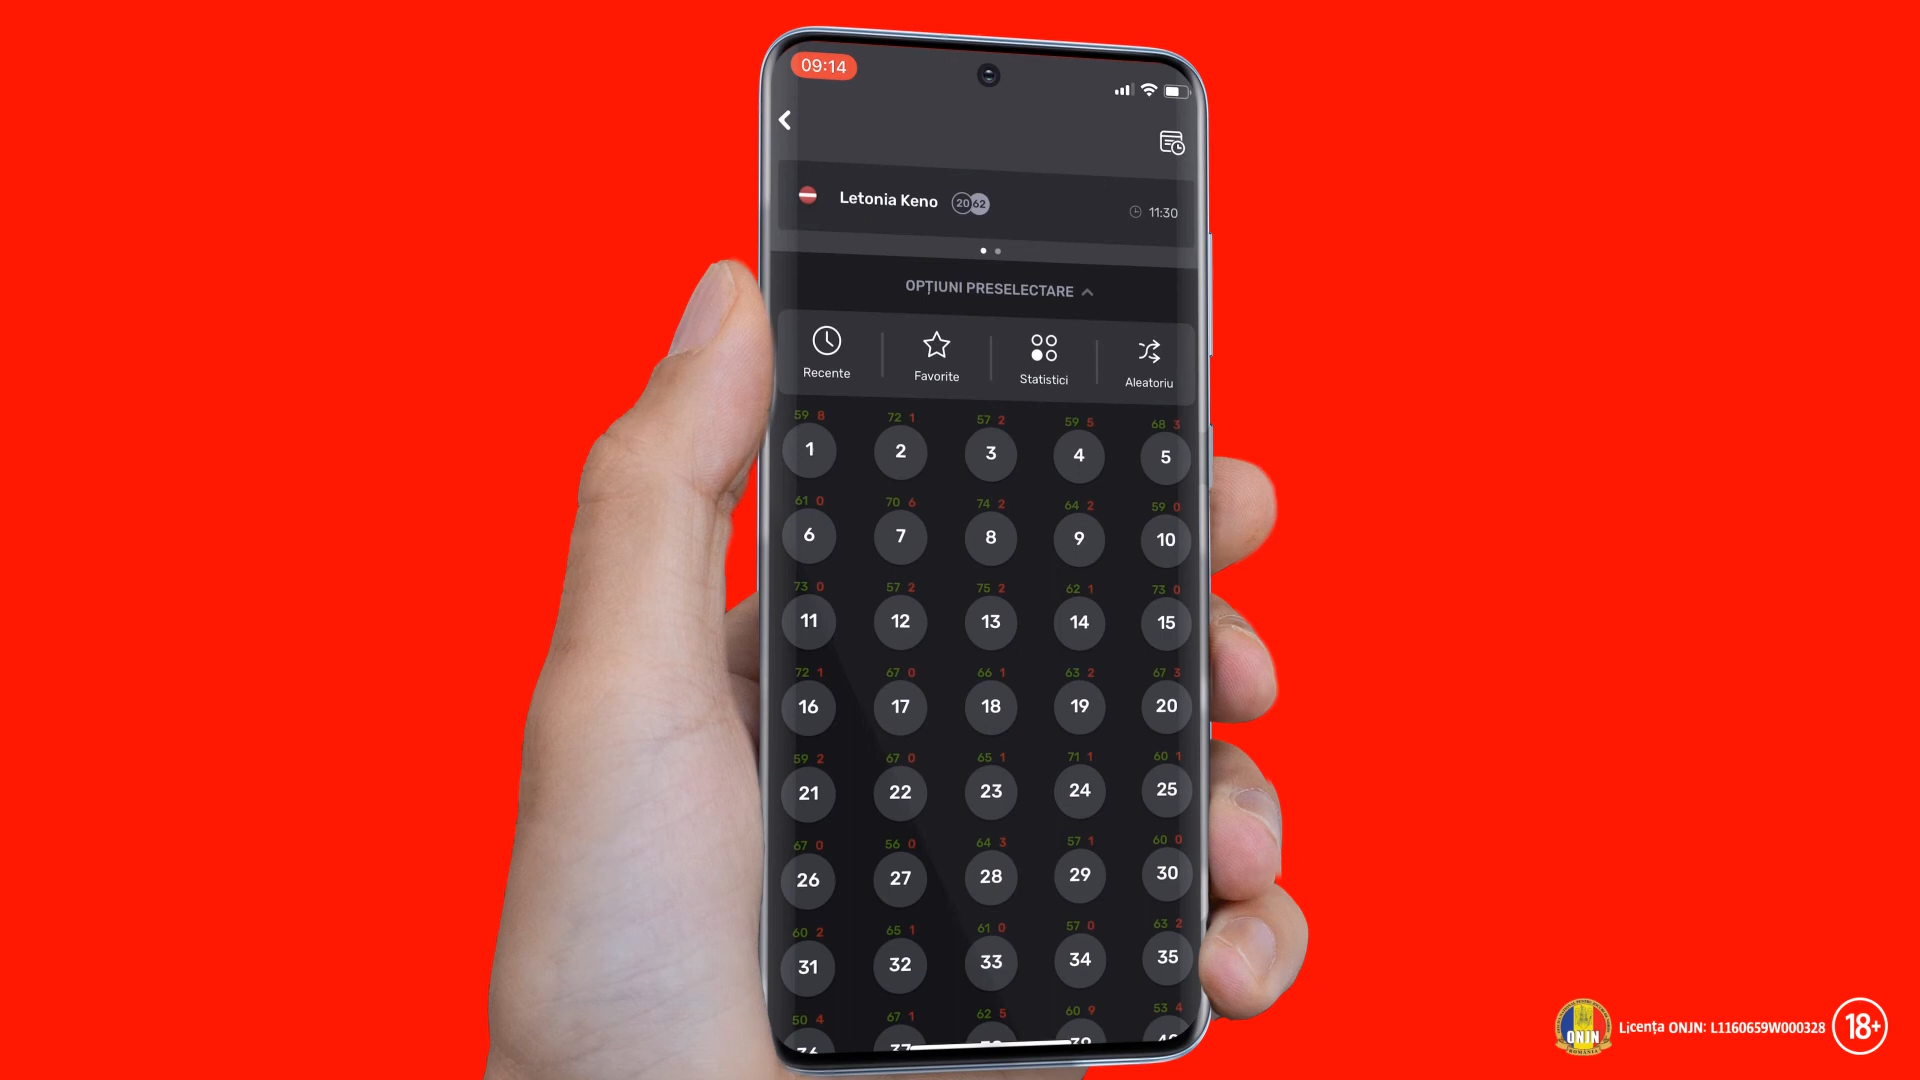 09:14
Letonia Keno 20 62 11:30
OPȚIUNI PRESELECTARE
Recente Favorite Statistici Aleatoriu
59 8 72 1 57 2 59 5 68 3
1 2 3 4 5
61 0 70 6 74 2 64 2 59 0
6 7 8 9 10
73 0 57 2 75 2 62 1 73 0
11 12 13 14 15
72 1 67 0 66 1 63 2 67 3
16 17 18 19 20
59 2 67 0 65 1 71 1 60 1
21 22 23 24 25
67 0 56 0 64 3 57 1 60 0
26 27 28 29 30
60 2 65 1 61 0 57 0 63 2
31 32 33 34 35
50 4 67 1 62 5 60 9 53 4
37 39
ONJN
ROMÂNIA
Licența ONJN: L1160659W000328 18+